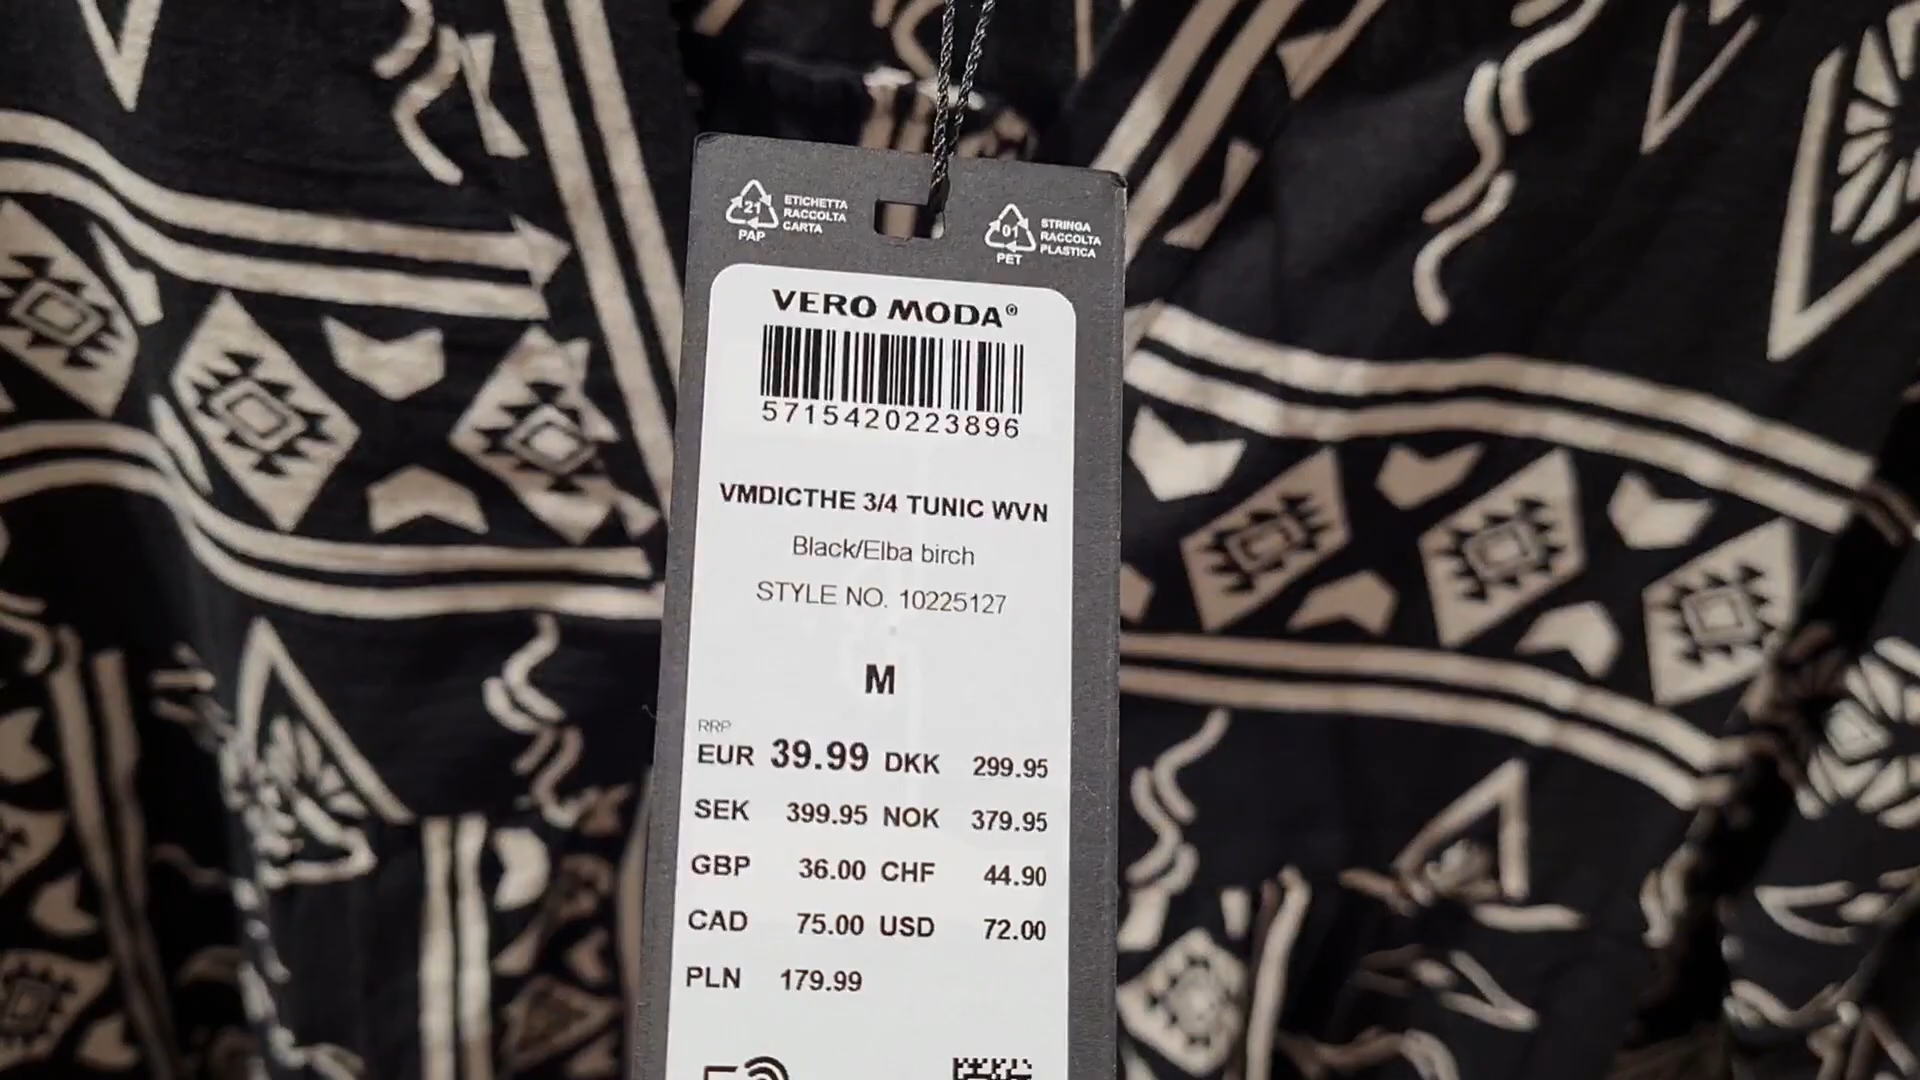 21
PAP
ETICHETTA
RACCOLTA
CARTA
01
PET
STRINGA
RACCOLTA
PLASTICA
VERO MODA®
5715420223896
VMDICTHE 3/4 TUNIC WVN
Black/Elba birch
STYLE NO. 10225127
M
RRP
EUR 39.99 DKK 299.95
SEK 399.95 NOK 379.95
GBP 36.00 CHF 44.90
CAD 75.00 USD 72.00
PLN 179.99